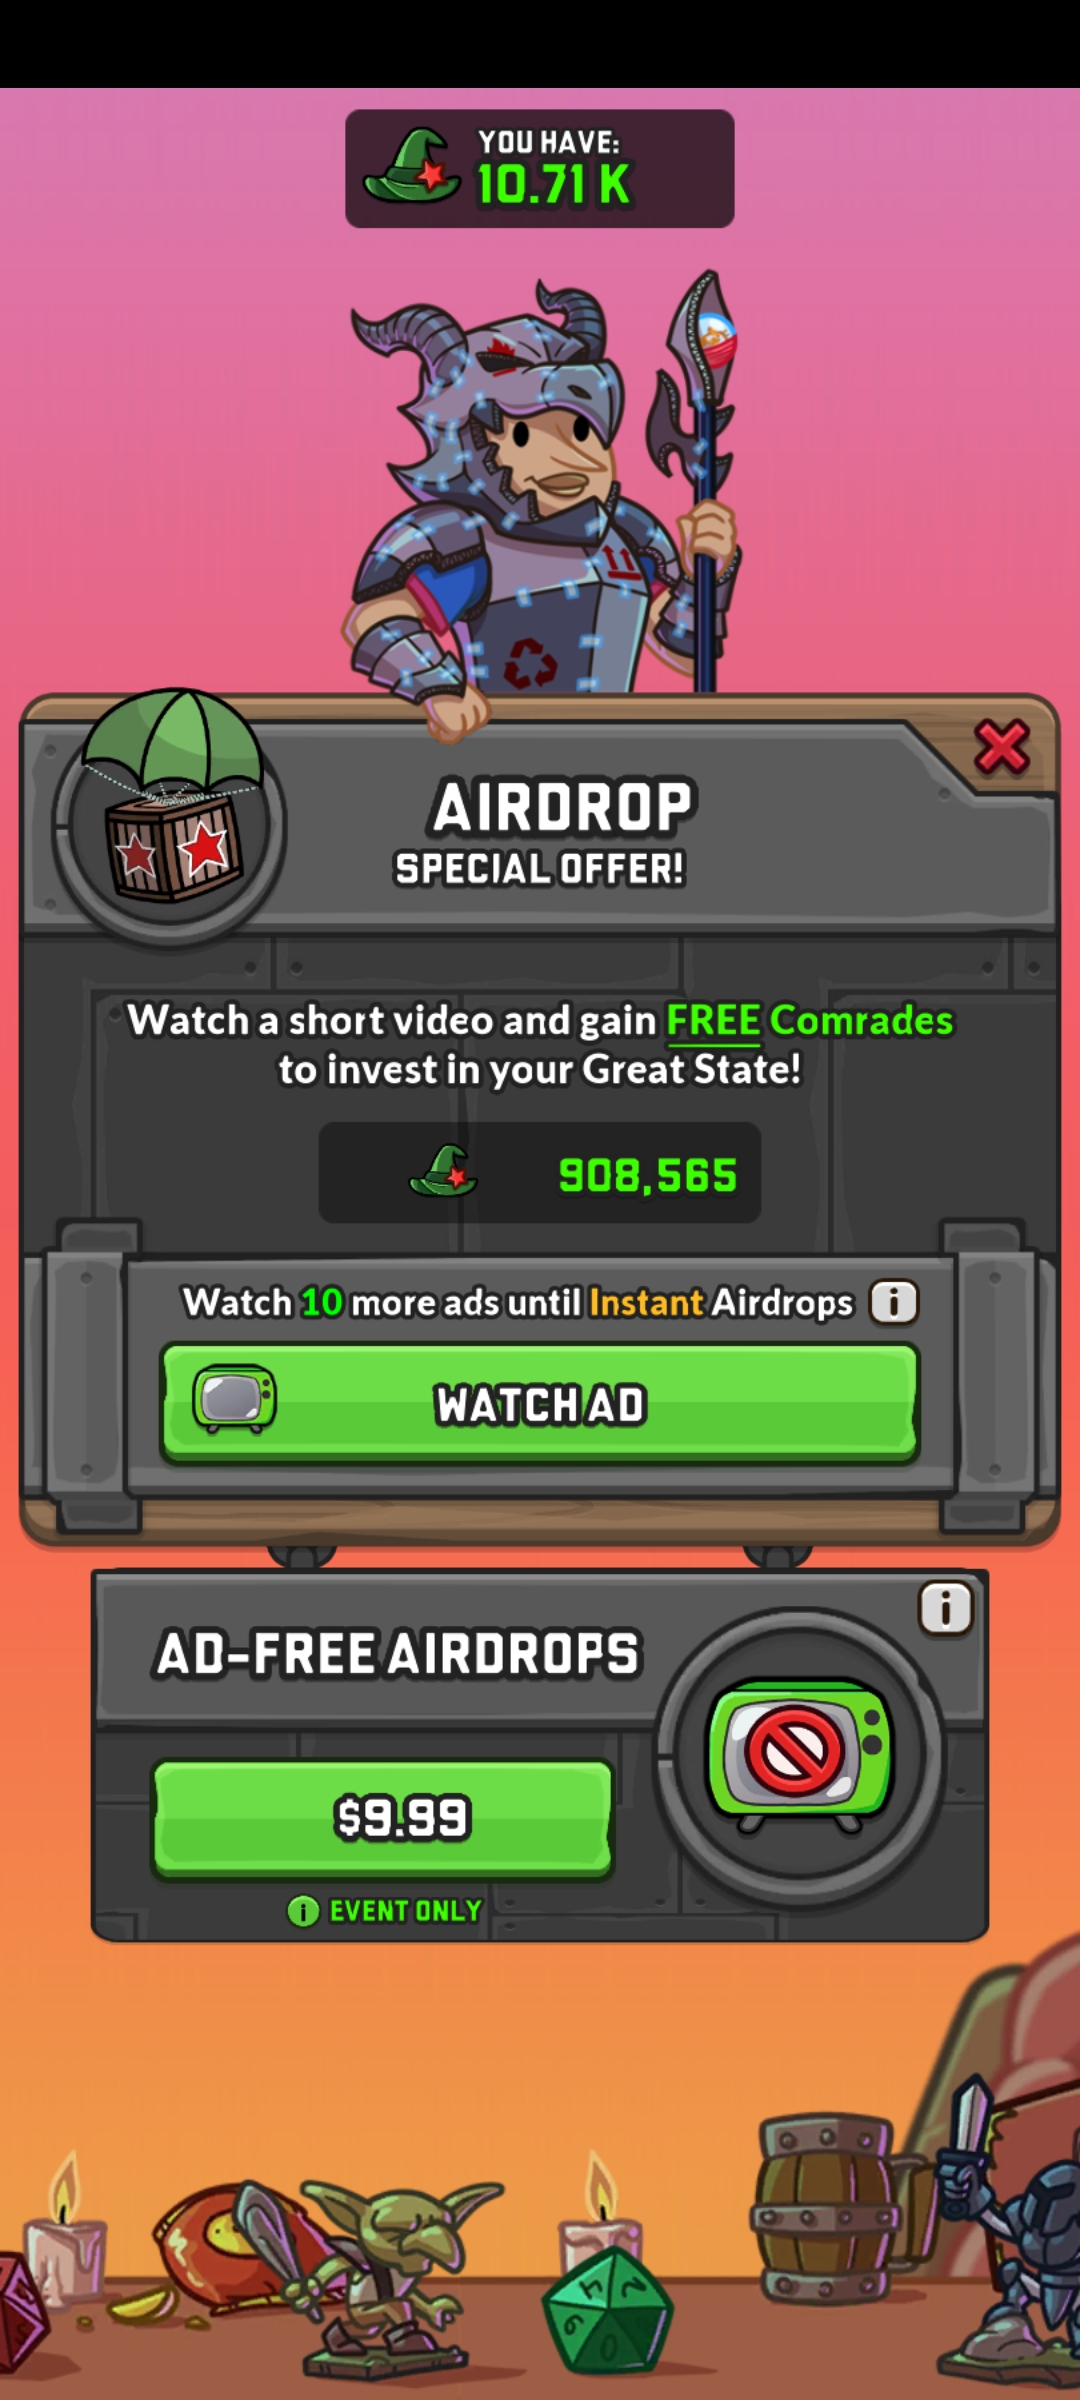 YOU HAVE:
10.71 K
AIRDROP
SPECIAL OFFER!
Watch a short video and gain FREE Comrades
to invest in your Great State!
908,565
Watch 10 more ads until Instant Airdrops i
WATCH AD
i
AD-FREE AIRDROPS
$9.99
i EVENT ONLY